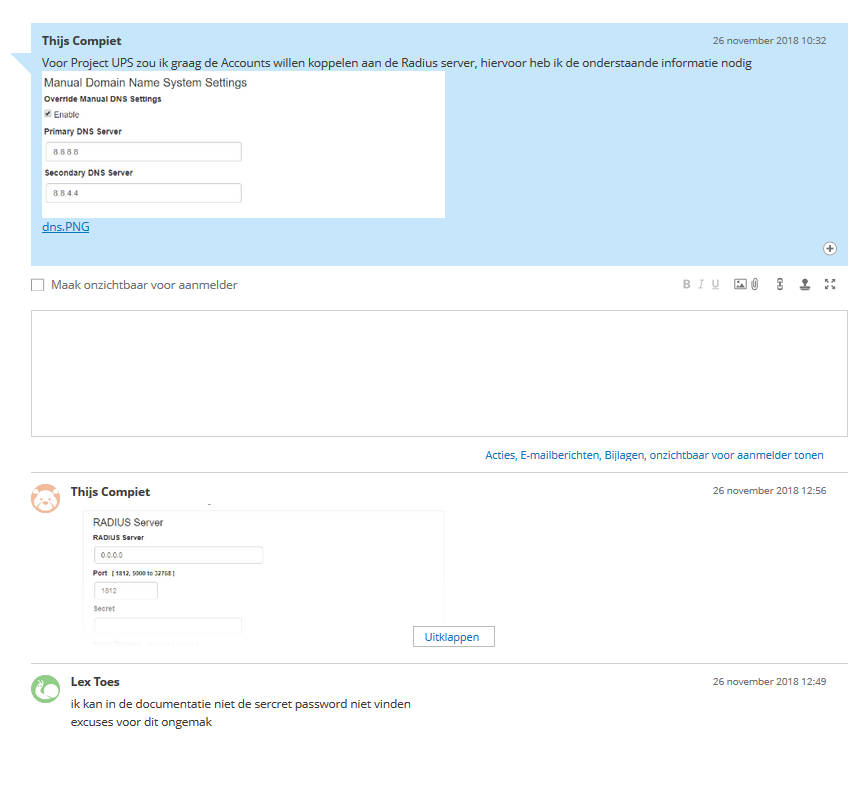 Thijs Compiet 26 november 2018 10:32
Voor Project UPS zou ik graag de Accounts willen koppelen aan de Radius server, hiervoor heb ik de onderstaande informatie nodig
Manual Domain Name System Settings
Override Manual DNS Settings
Enable
Primary DNS Server
8.8.8.8
Secondary DNS Server
8.8.4.4
dns.PNG
Maak onzichtbaar voor aanmelder B I U
Acties, E-mailberichten, Bijlagen, onzichtbaar voor aanmelder tonen
Thijs Compiet 26 november 2018 12:56
RADIUS Server
RADIUS Server
0.0.0.0
Port [ 1812, 5000 to 32768 ]
1812
Secret
Uitklappen
Lex Toes 26 november 2018 12:49
ik kan in de documentatie niet de sercret password niet vinden
excuses voor dit ongemak